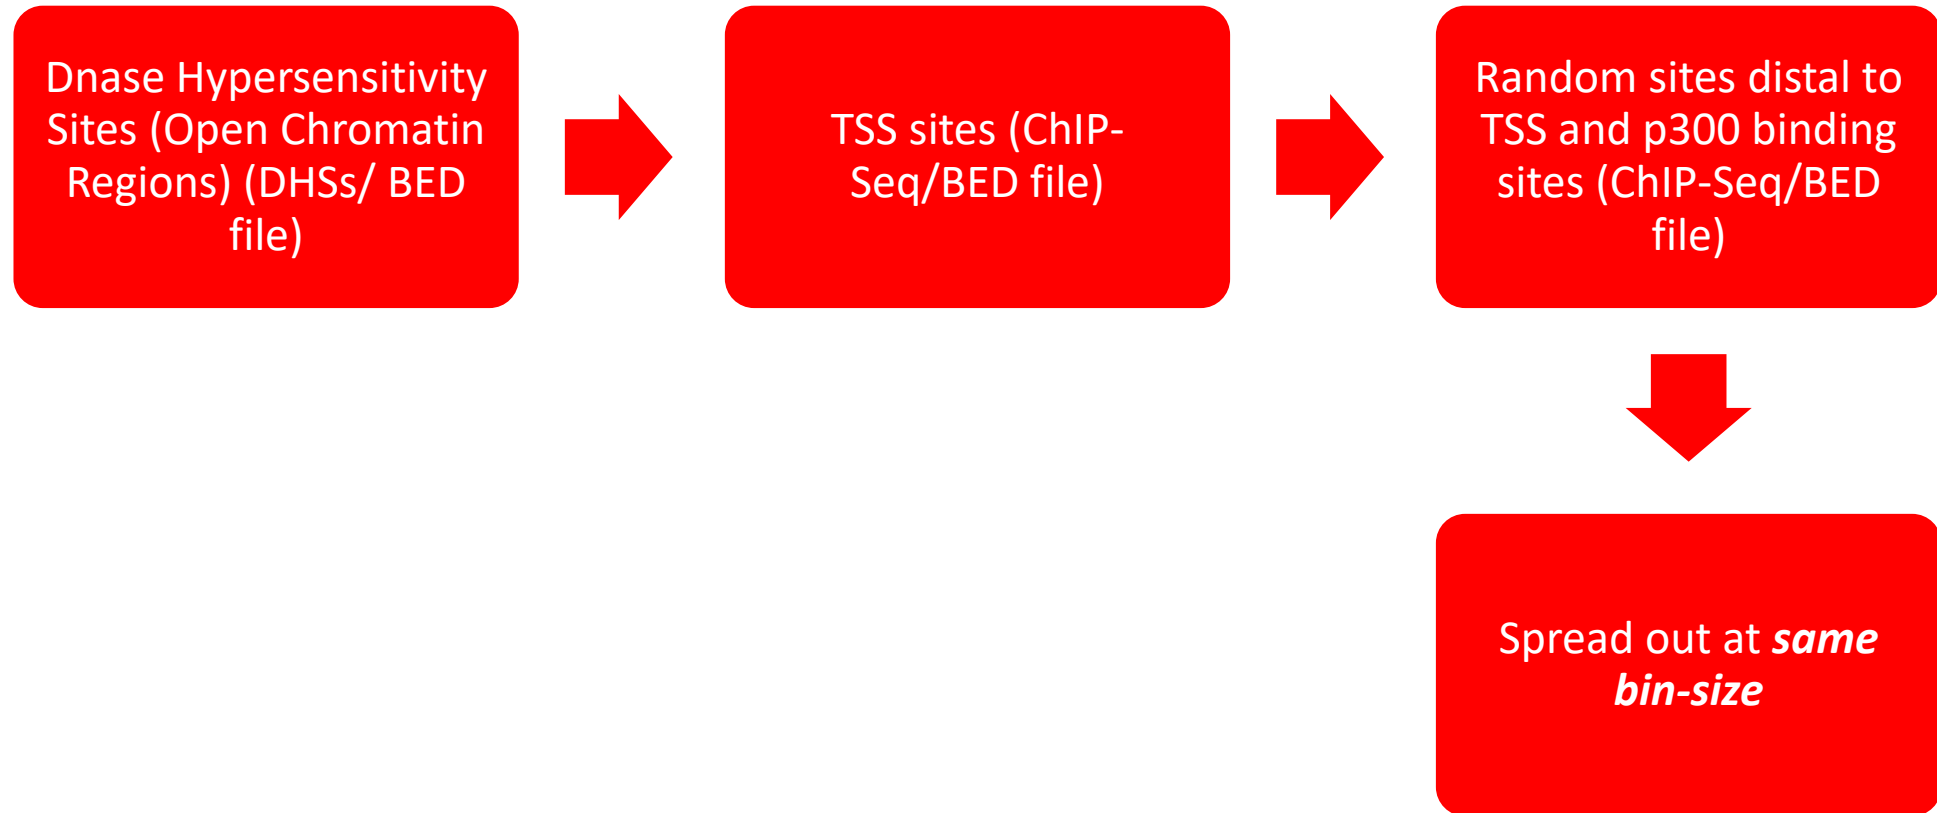 Dnase Hypersensitivity
Sites (Open Chromatin
Regions) (DHSs/ BED
file)
TSS sites (ChIP-
Seq/BED file)
Random sites distal to
TSS and p300 binding
sites (ChIP-Seq/BED
file)
Spread out at same
bin-size